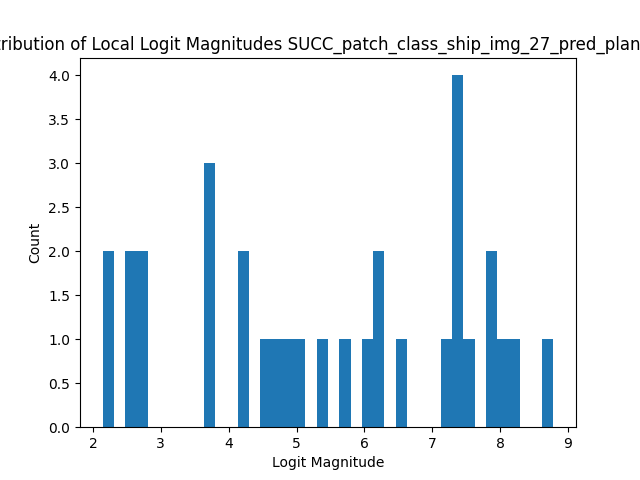 tribution of Local Logit Magnitudes SUCC_patch_class_ship_img_27_pred_plan
4.0
3.5
3.0
2.5
2.0
1.5
1.0
0.5
0.0
Count
2 3 4 5 6 7 8 9
Logit Magnitude